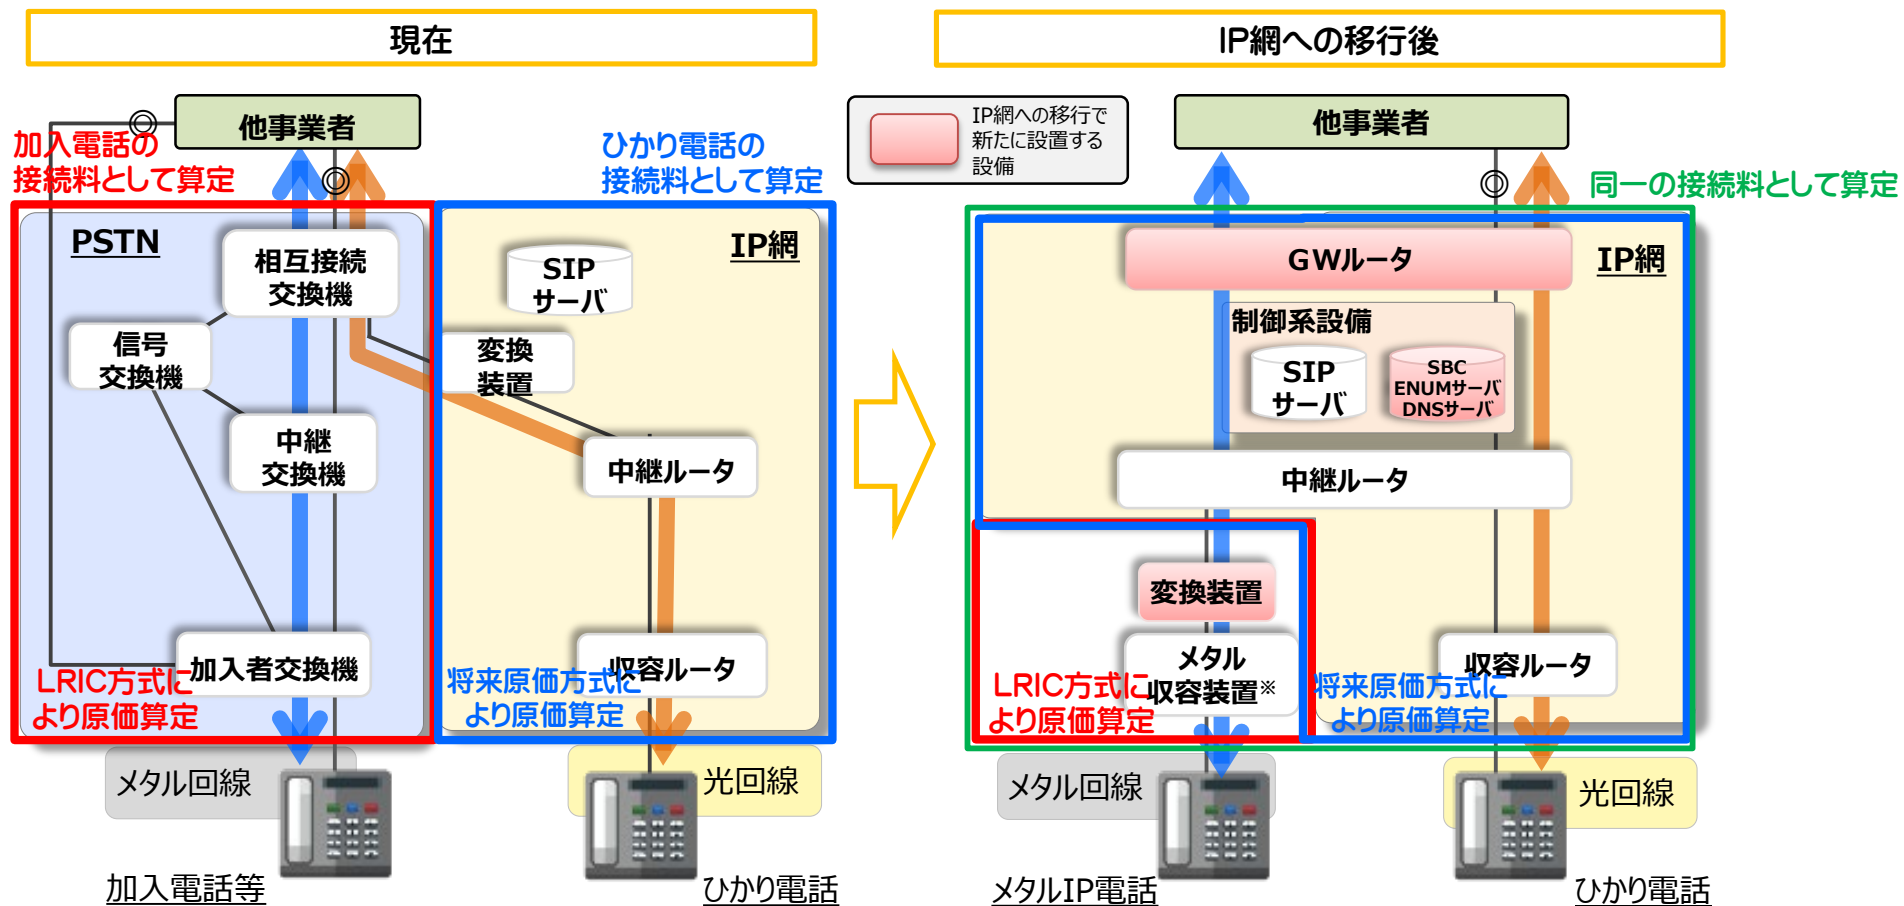 現在
IP網への移行後
他事業者
加入電話の
接続料として算定
ひかり電話の
接続料として算定
PSTN
相互接続
交換機
信号
交換機
中継
交換機
加入者交換機
LRIC方式に
より原価算定
IP網
SIP
サーバ
変換
装置
中継ルータ
収容ルータ
将来原価方式に
より原価算定
メタル回線
光回線
加入電話等
ひかり電話
IP網への移行で
新たに設置する
設備
他事業者
同一の接続料として算定
GWルータ
IP網
制御系設備
SIP
サーバ
SBC
ENUMサーバ
DNSサーバ
中継ルータ
変換装置
メタル
収容装置※
収容ルータ
LRIC方式に
より原価算定
将来原価方式に
より原価算定
メタル回線
光回線
メタルIP電話
ひかり電話